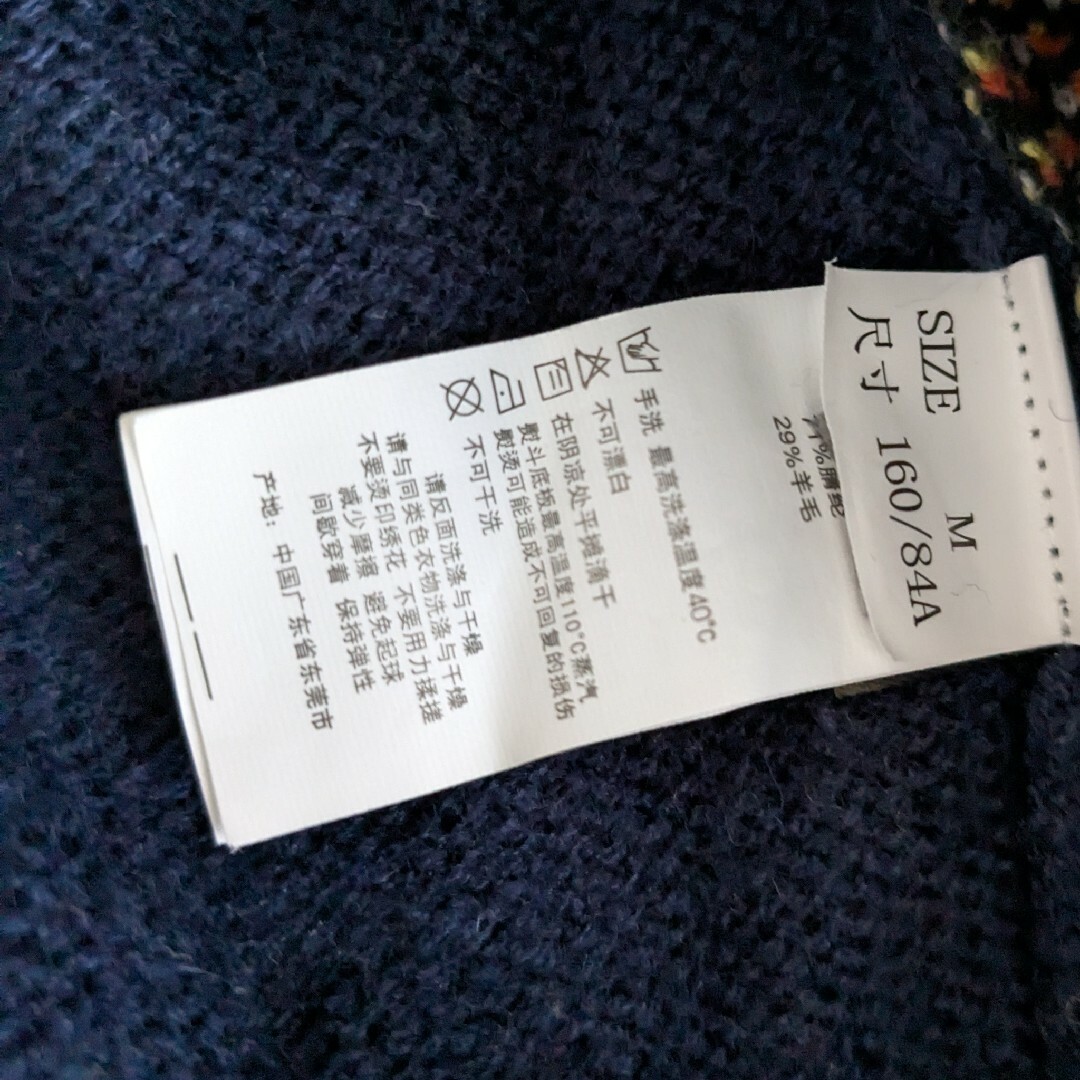 SIZE M
尺寸 160/84A
71%腈纶
29%羊毛
手洗 最高洗涤温度40°C
不可漂白
在阴凉处平摊滴干
熨斗底板最高温度110°C蒸汽
熨烫可能造成不可回复的损伤
不可干洗
请反面洗涤与干燥
请与同类色衣物洗涤与干燥
不要烫印绣花 不要用力揉搓
减少摩擦 避免起球
间歇穿着 保持弹性
产地：中国广东省东莞市